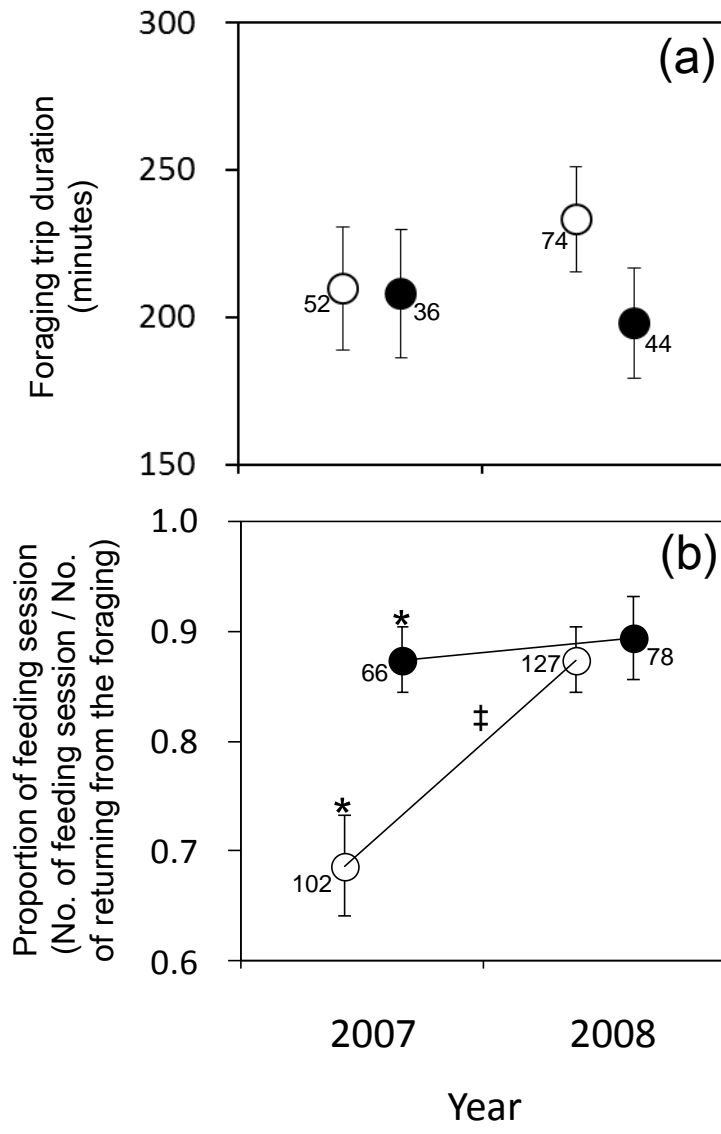 300
(a)
250
200
150
Foraging trip duration
(minutes)
74
52
36
44
1.0
(b)
0.9
0.8
0.7
0.6
Proportion of feeding session
(No. of feeding session / No.
of returning from the foraging)
*
66
127
78
‡
*
102
2007 2008
Year